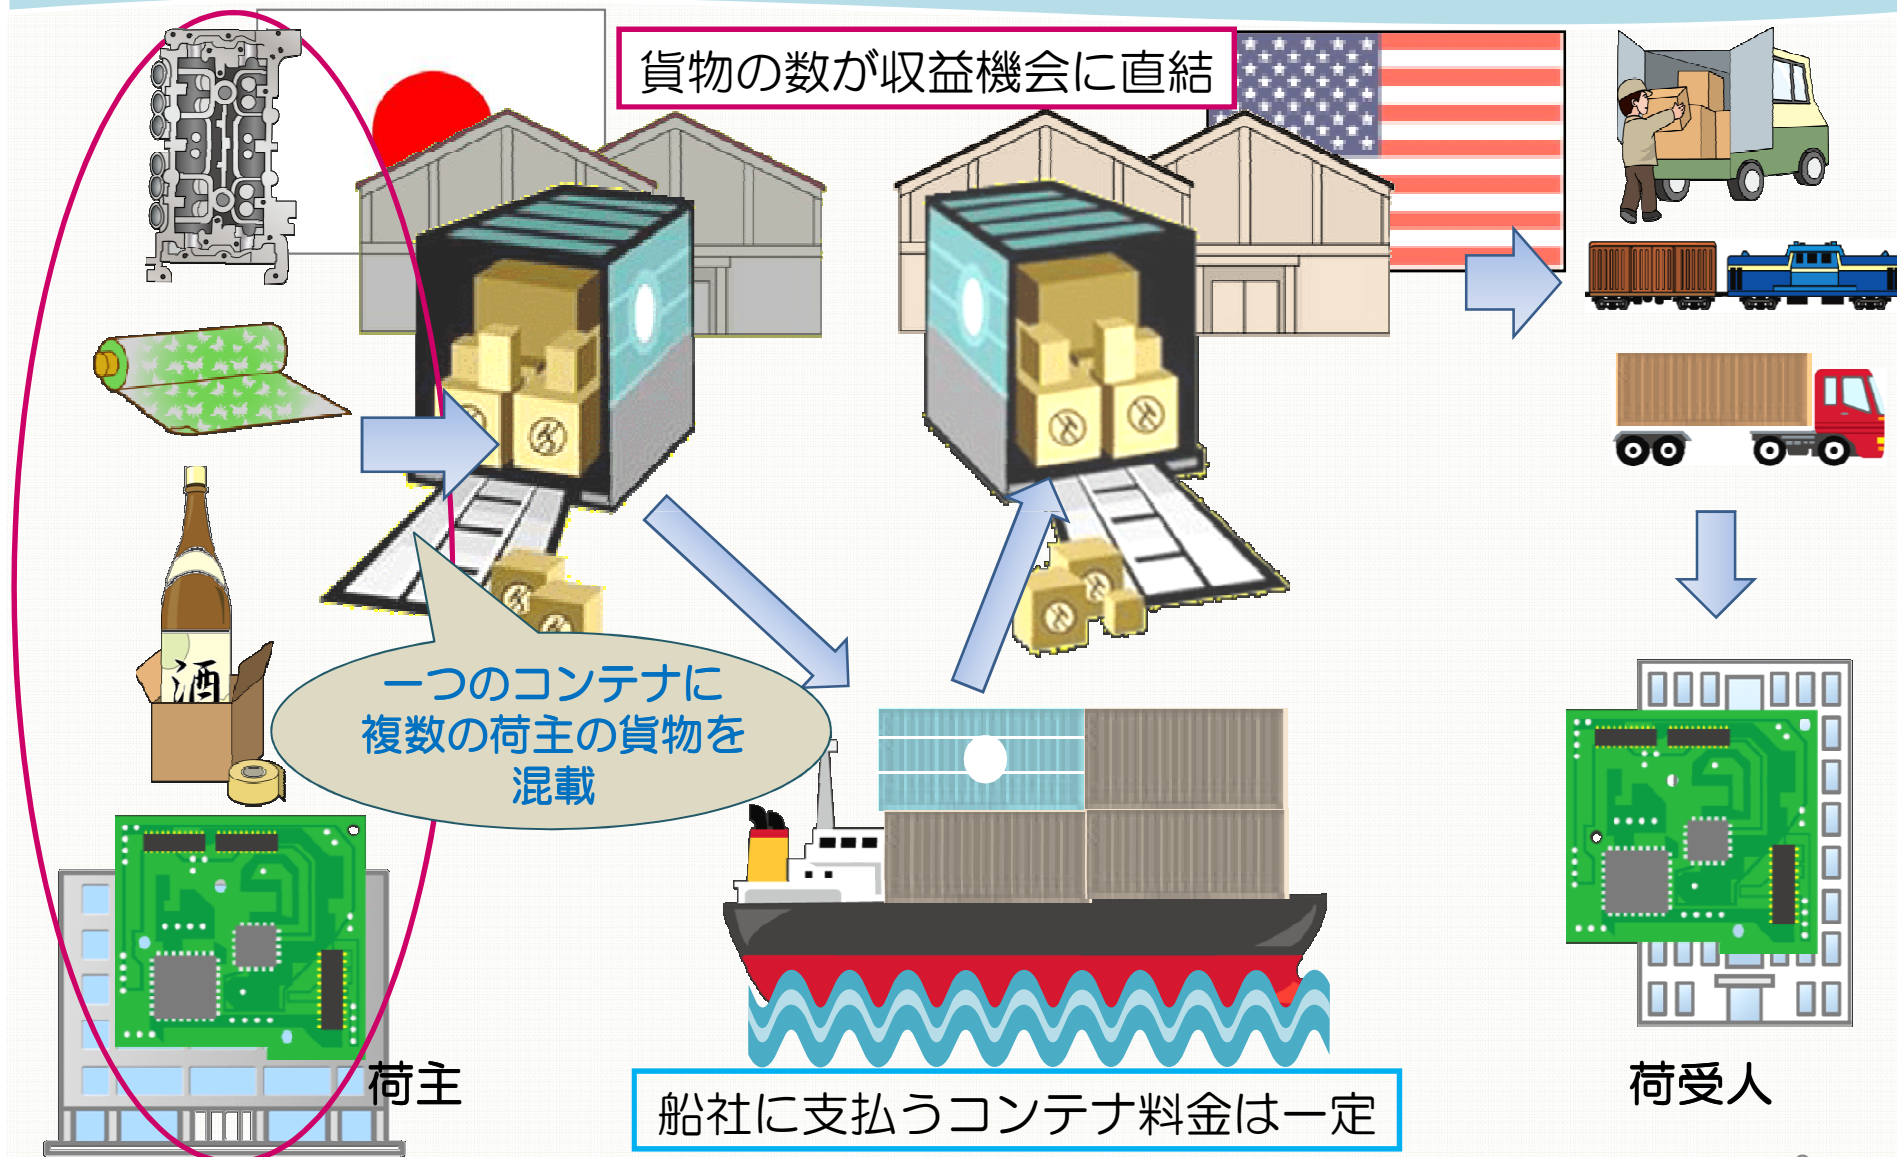 貨物の数が収益機会に直結
酒
一つのコンテナに
複数の荷主の貨物を
混載
荷主
荷受人
船社に支払うコンテナ料金は一定